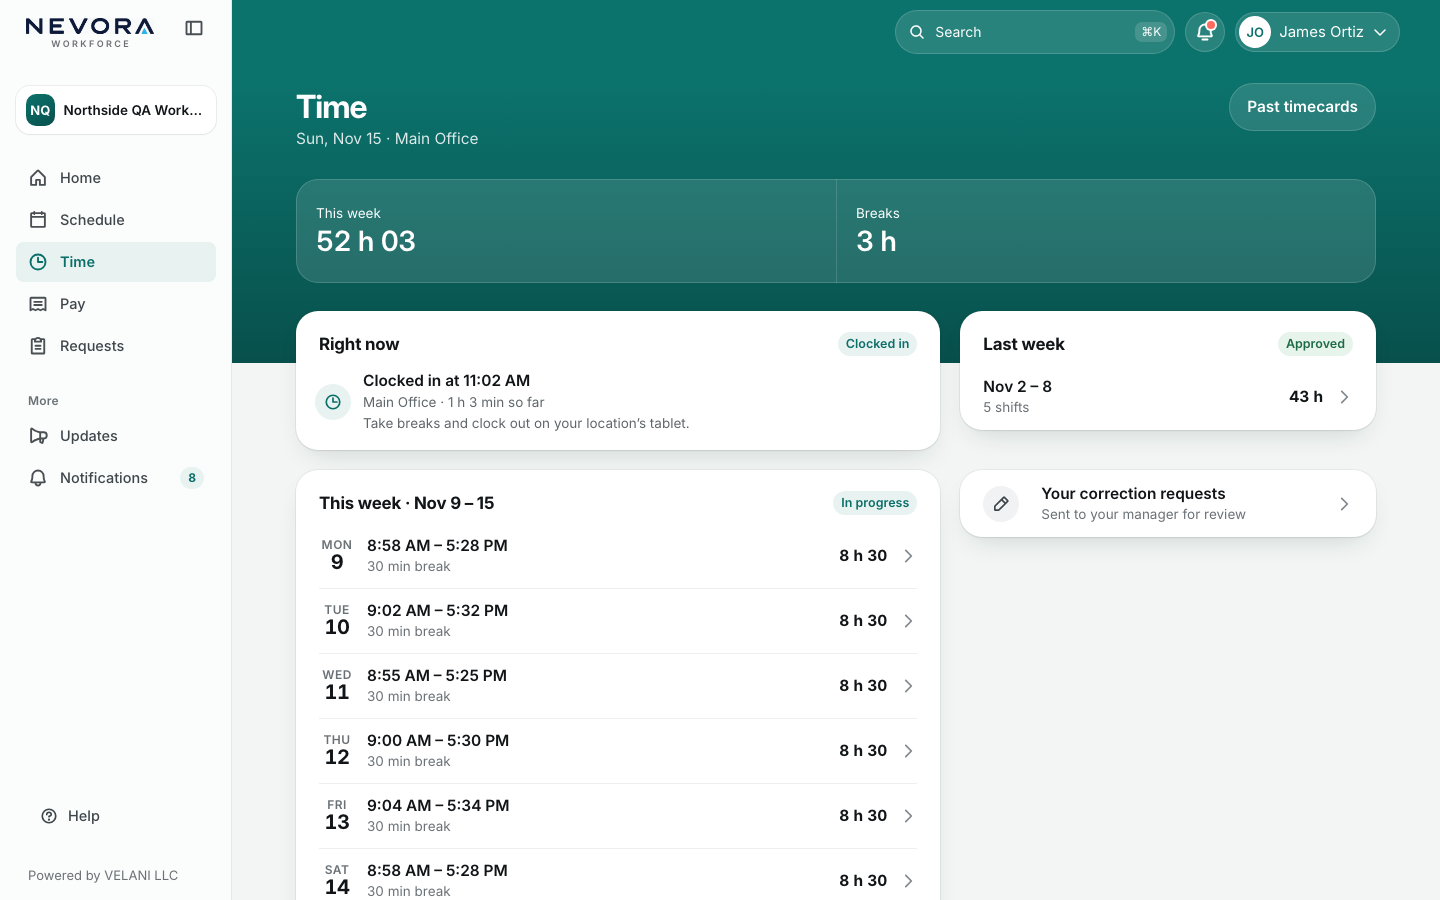 NEVORA
WORKFORCE
Search
⌘K
JO
James Ortiz
NQ
Northside QA Work...
Home
Schedule
Time
Pay
Requests
More
Updates
Notifications
8
Help
Powered by VELANI LLC
Time
Sun, Nov 15 · Main Office
Past timecards
This week
52 h 03
Breaks
3 h
Right now
Clocked in
Clocked in at 11:02 AM
Main Office · 1 h 3 min so far
Take breaks and clock out on your location’s tablet.
Last week
Approved
Nov 2 – 8
5 shifts
43 h
This week · Nov 9 – 15
In progress
MON
9
8:58 AM – 5:28 PM
30 min break
8 h 30
TUE
10
9:02 AM – 5:32 PM
30 min break
8 h 30
WED
11
8:55 AM – 5:25 PM
30 min break
8 h 30
THU
12
9:00 AM – 5:30 PM
30 min break
8 h 30
FRI
13
9:04 AM – 5:34 PM
30 min break
8 h 30
SAT
14
8:58 AM – 5:28 PM
30 min break
8 h 30
Your correction requests
Sent to your manager for review